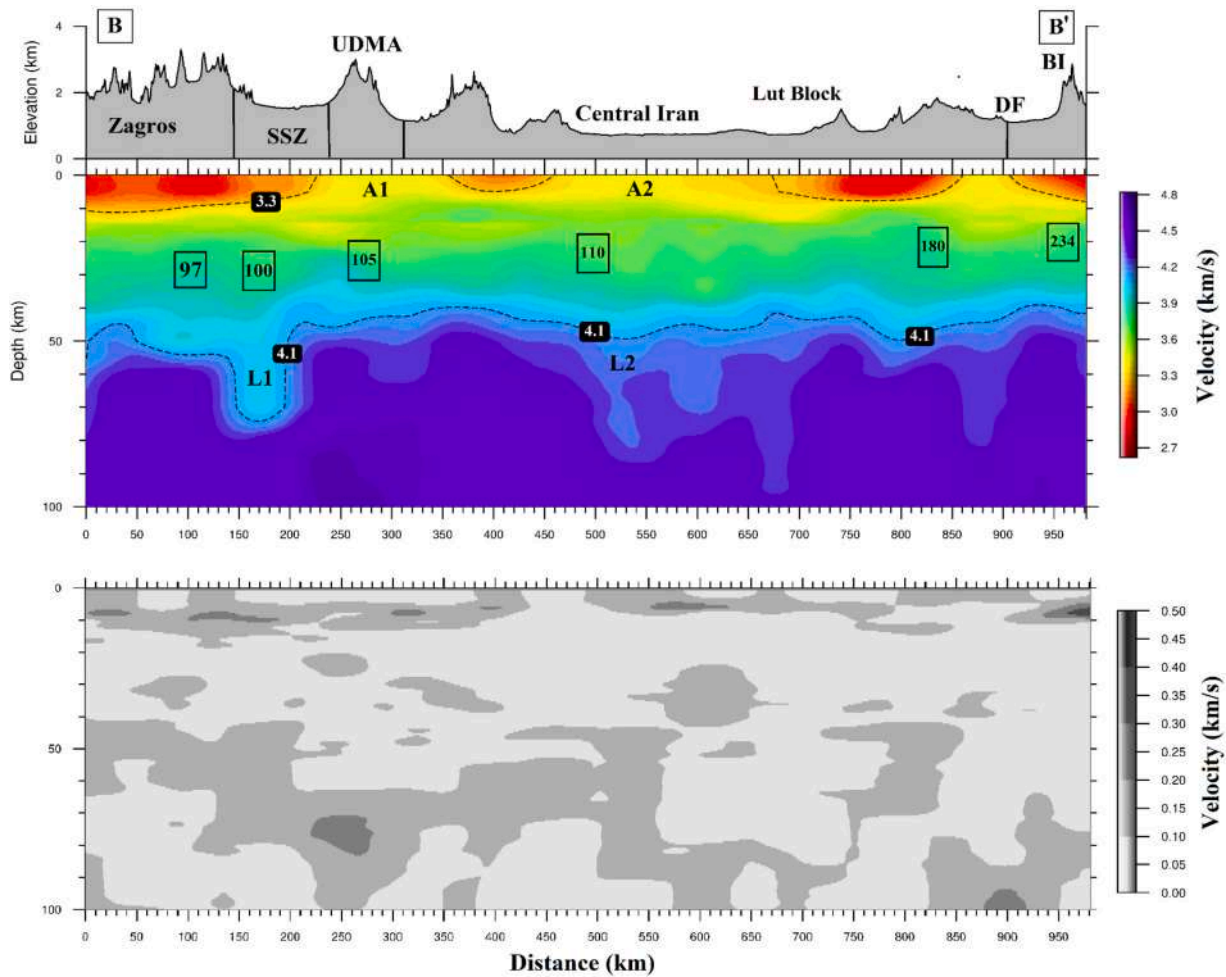 B
B'
UDMA
BI
Zagros
SSZ
Central Iran
Lut Block
DF
Elevation (km)
4
2
0
A1
A2
3.3
97
100
105
110
180
234
4.1
4.1
4.1
L1
L2
Depth (km)
0
50
100
0 50 100 150 200 250 300 350 400 450 500 550 600 650 700 750 800 850 900 950
4.8
4.5
4.2
3.9
3.6
3.3
3.0
2.7
Velocity (km/s)
0
50
100
0 50 100 150 200 250 300 350 400 450 500 550 600 650 700 750 800 850 900 950
Distance (km)
0.50
0.45
0.40
0.35
0.30
0.25
0.20
0.15
0.10
0.05
0.00
Velocity (km/s)